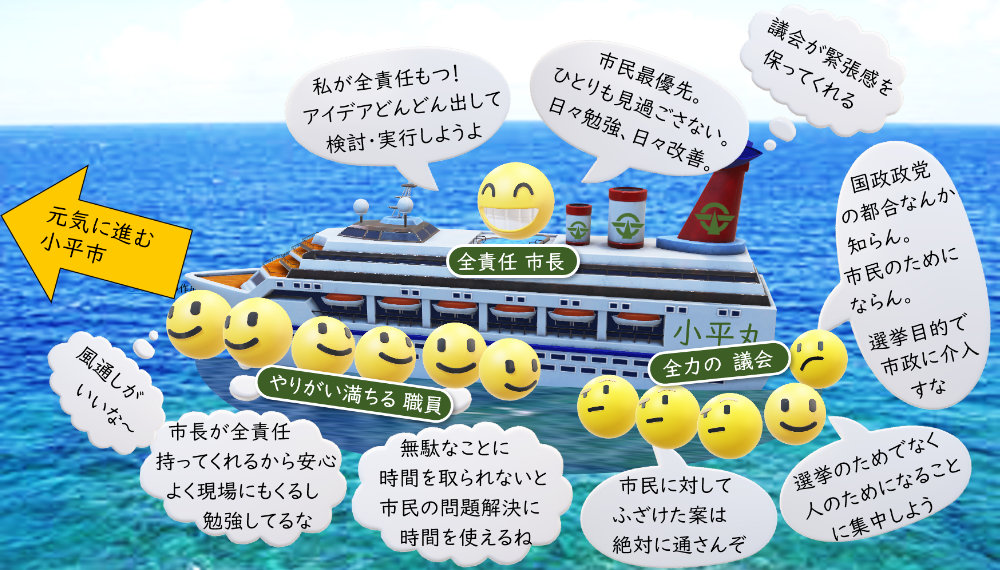 私が全責任もつ!
アイデアどんどん出して
検討・実行しようよ
市民最優先。
ひとりも見過ごさない。
日々勉強、日々改善。
議会が緊張感を
保ってくれる
元気に進む
小平市
全責任 市長
国政政党
の都合なんか
知らん。
市民のために
ならん。
選挙目的で
市政に介入
すな
小平丸
全力の 議会
やりがい満ちる 職員
風通しが
いいな~
市長が全責任
持ってくれるから安心
よく現場にもくるし
勉強してるな
無駄なことに
時間を取られないと
市民の問題解決に
時間を使えるね
市民に対して
ふざけた案は
絶対に通さんぞ
選挙のためでなく
人のためになること
に集中しよう